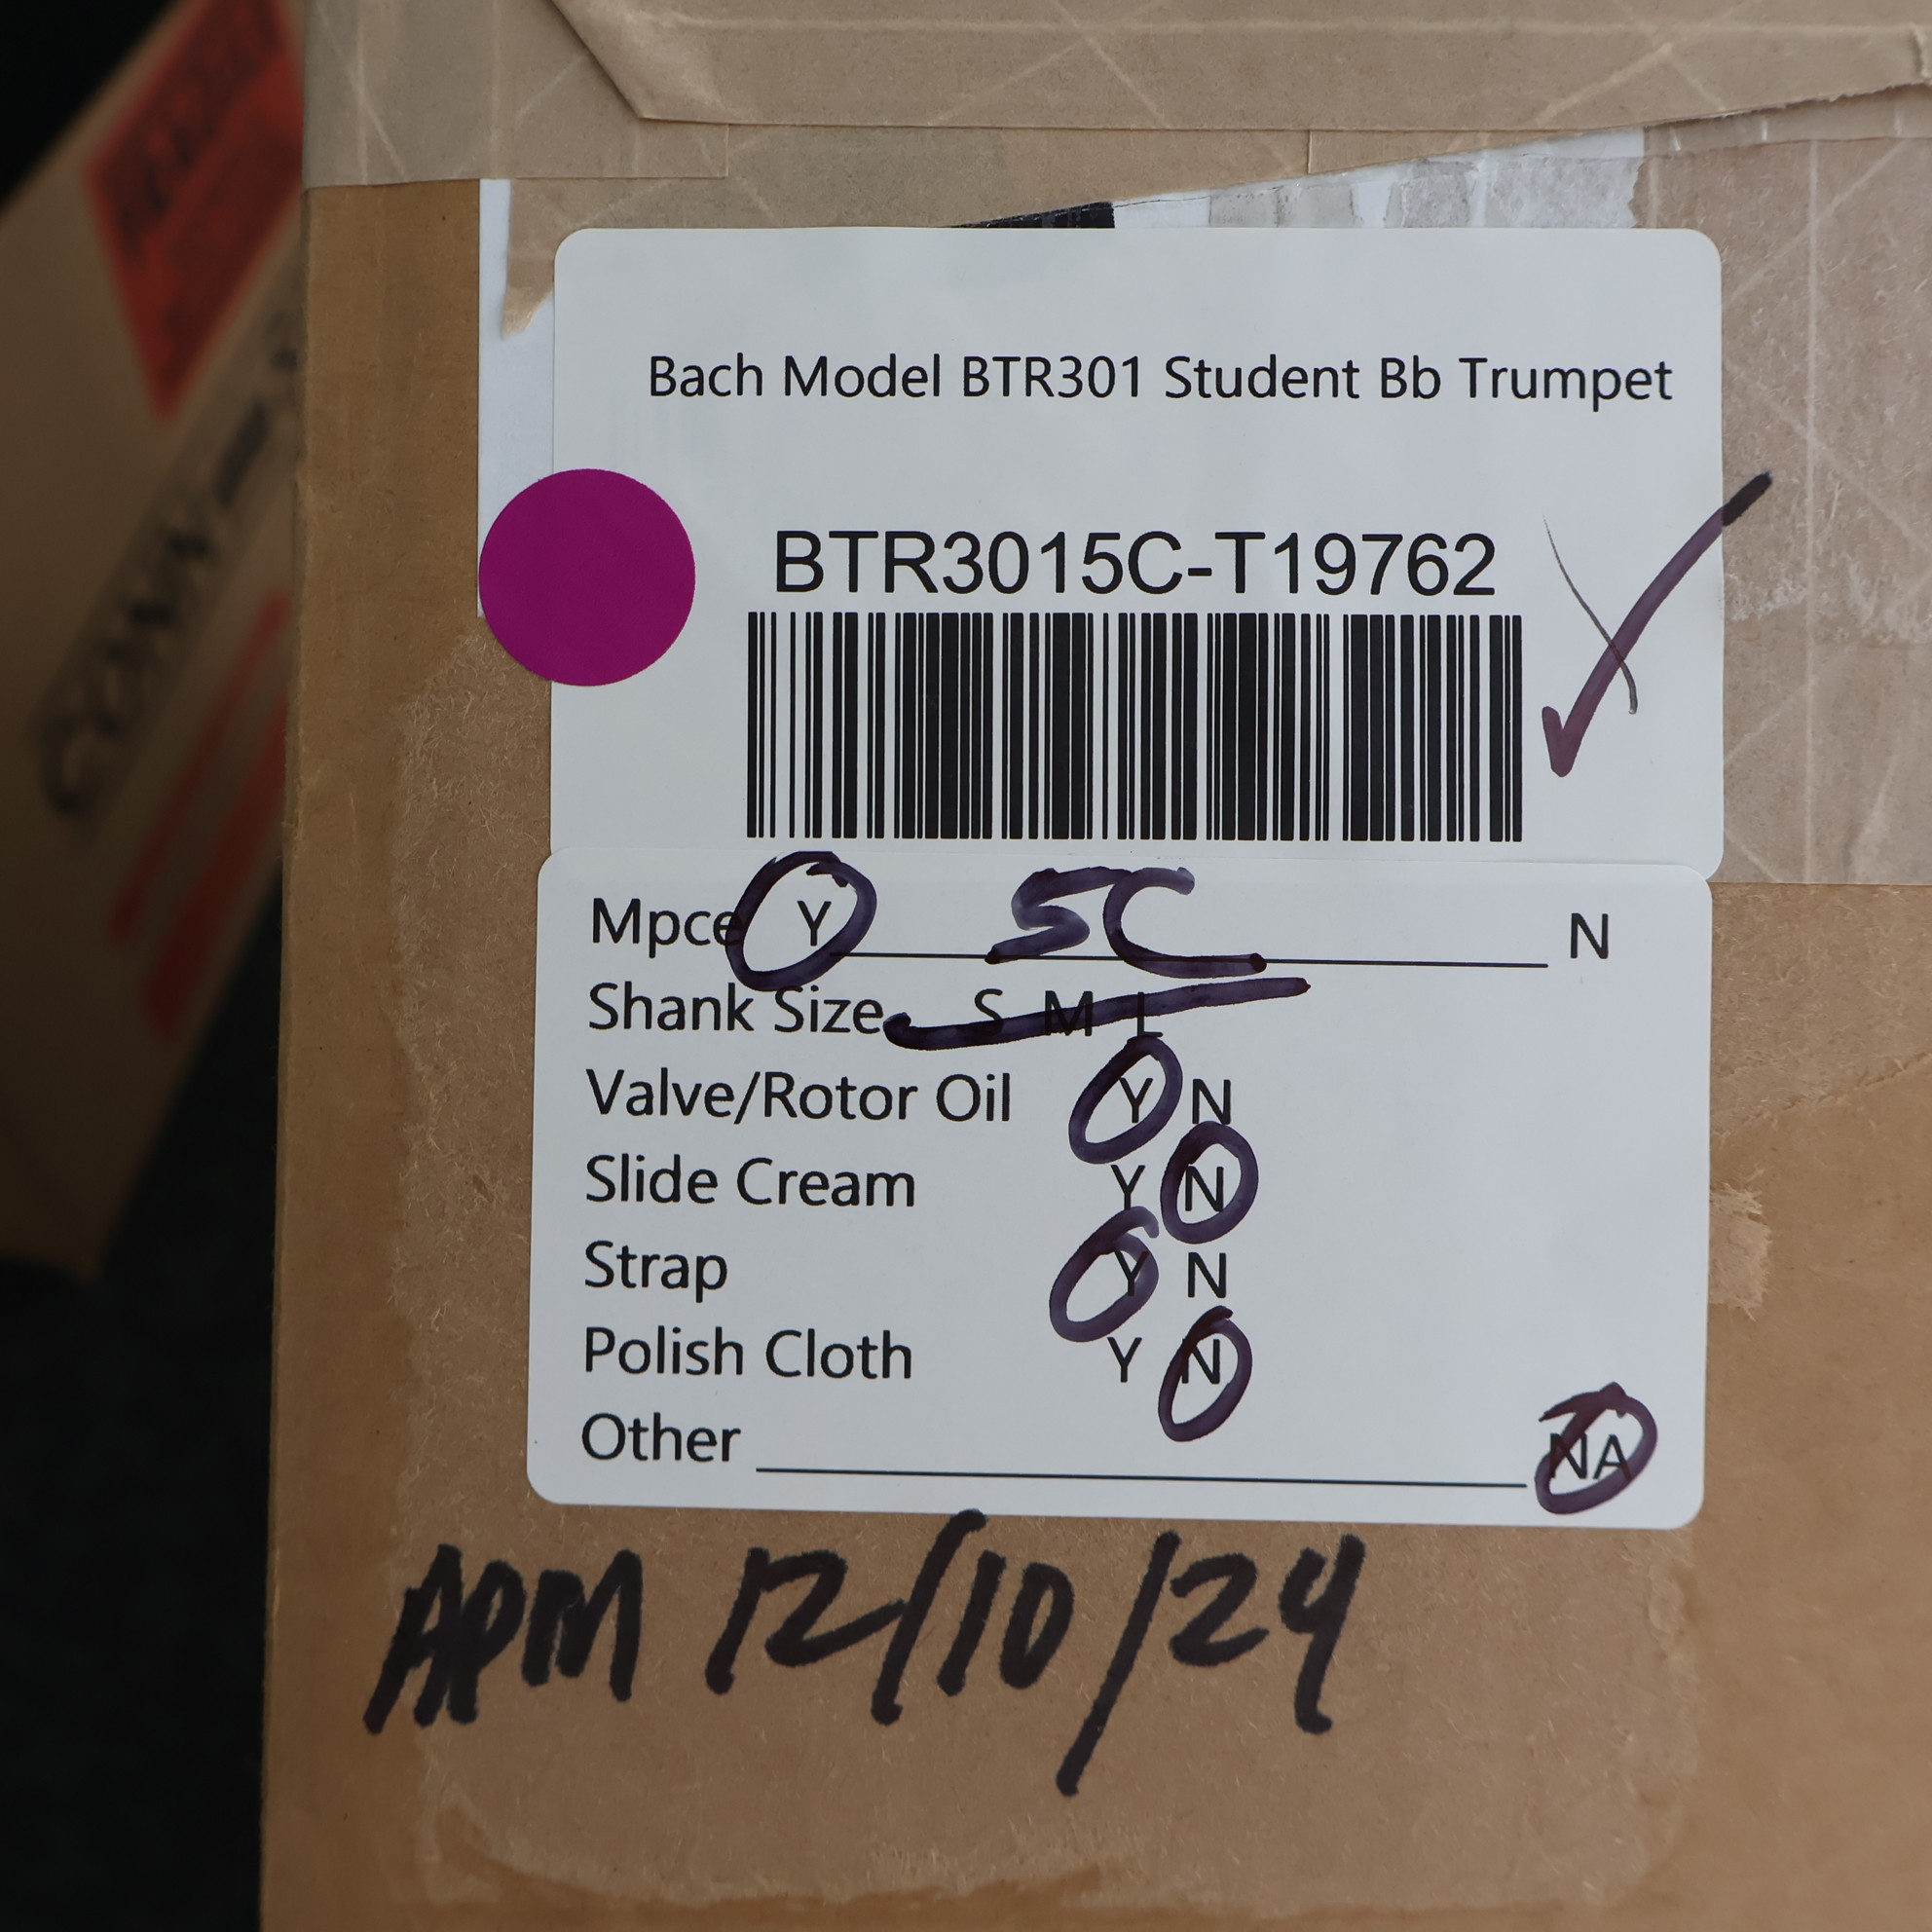 Bach Model BTR301 Student Bb Trumpet
BTR3015C-T19762
Mpce Y 5C N
Shank Size S M L
Valve/Rotor Oil Y N
Slide Cream Y N
Strap Y N
Polish Cloth Y N
Other NA
APM 12/10/24